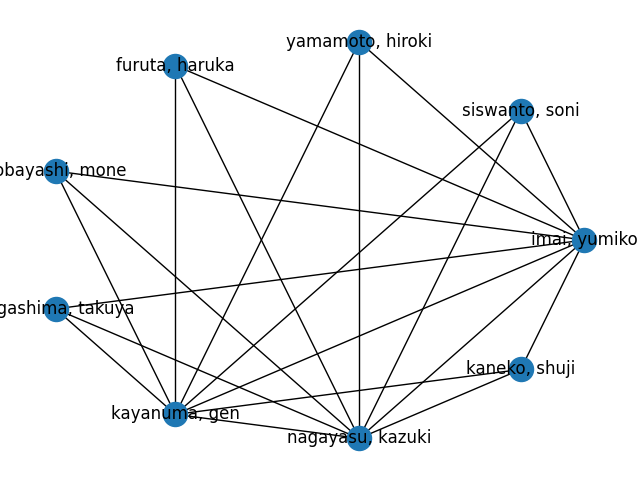 yamamoto, hiroki
furuta, haruka
siswanto, soni
obayashi, mone
imai, yumiko
gashima, takuya
kaneko, shuji
kayanuma, gen
nagayasu, kazuki